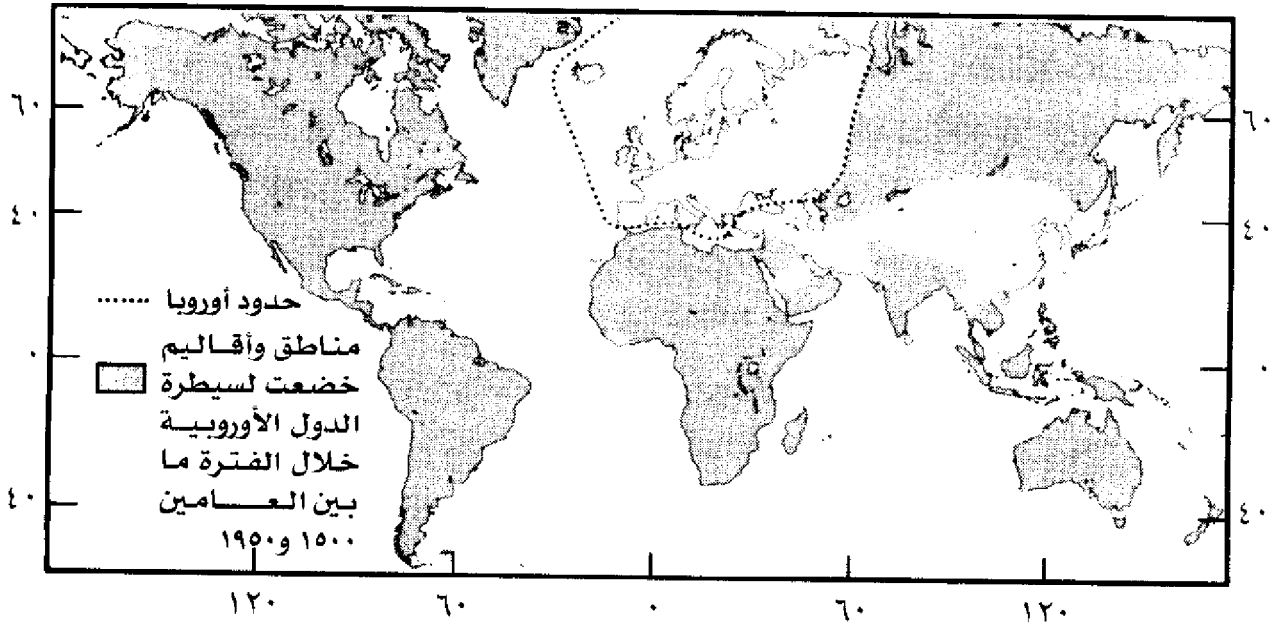 ٦٠
٦٠
٤٠
٤٠
حدود أوروبا
مناطق وأقاليم
خضعت لسيطرة
الدول الأوروبية
خلال الفترة ما
بين العامين
١٥٠٠ و١٩٥٠
٠
٠
٤٠
٤٠
١٢٠
٦٠
٠
٦٠
١٢٠